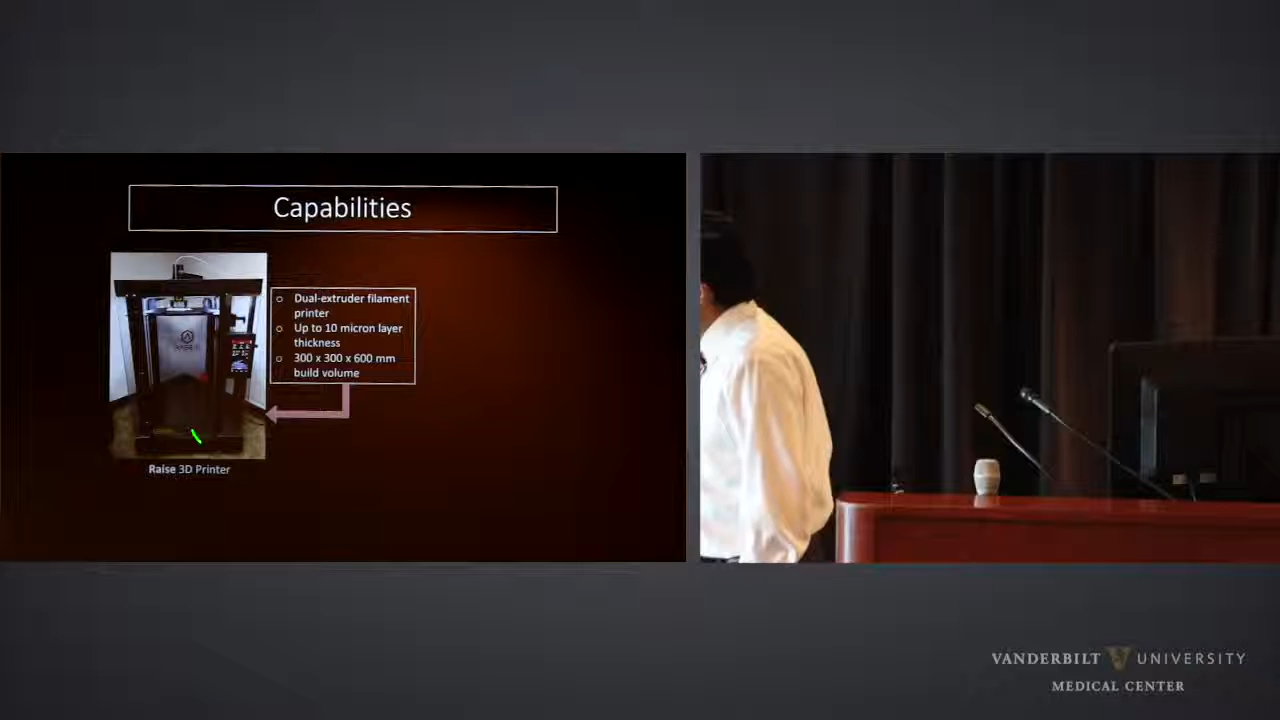 Capabilities
○ Dual-extruder filament
printer
○ Up to 10 micron layer
thickness
○ 300 x 300 x 600 mm
build volume
Raise 3D Printer
VANDERBILT UNIVERSITY
MEDICAL CENTER